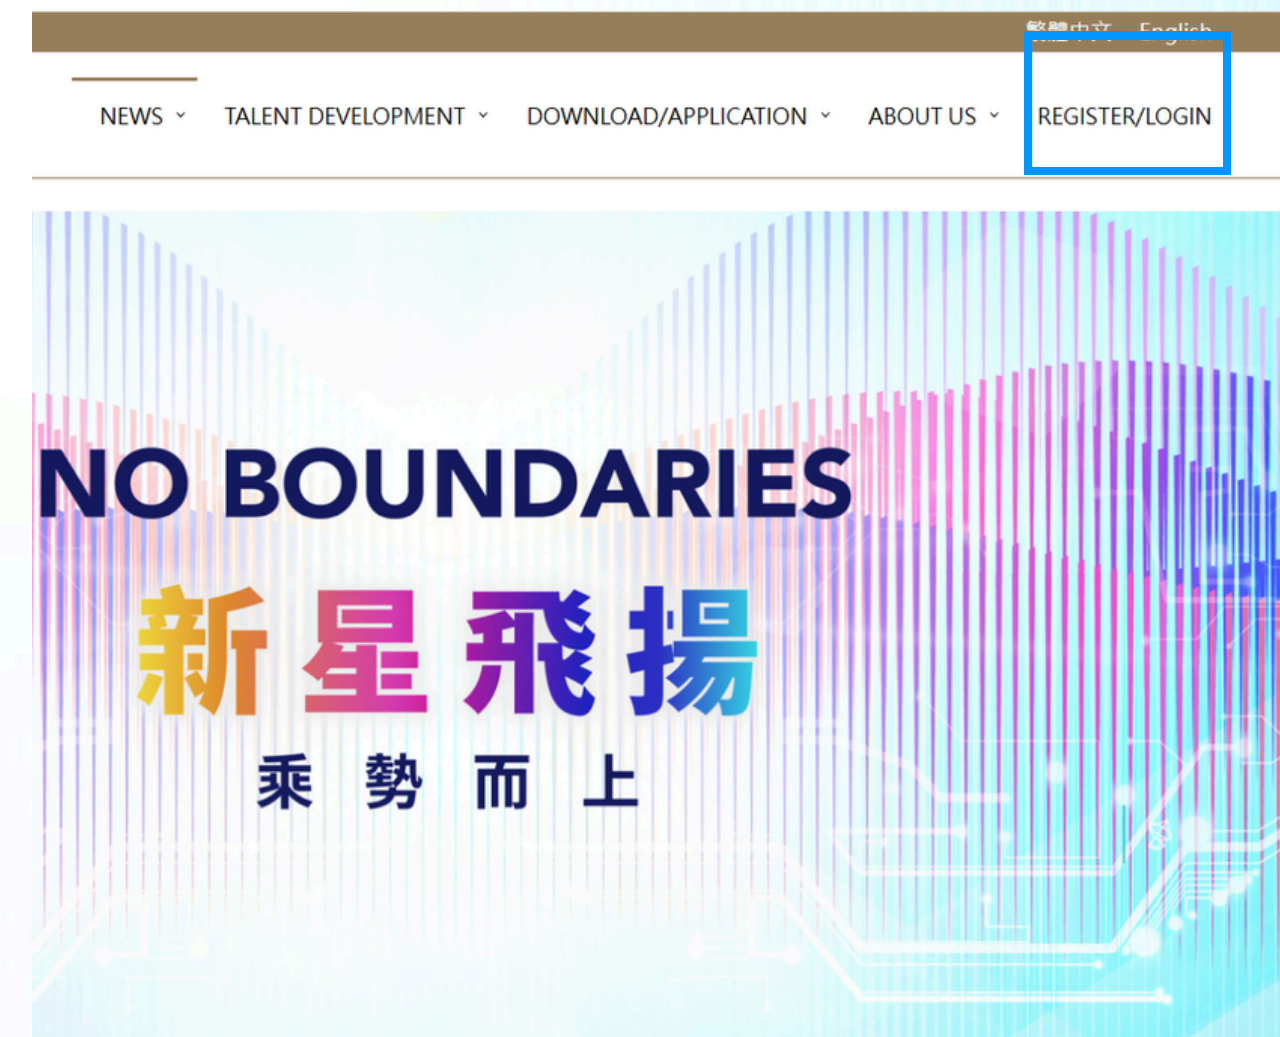 繁體中文 English
NEWS TALENT DEVELOPMENT DOWNLOAD/APPLICATION ABOUT US REGISTER/LOGIN
NO BOUNDARIES
新星飛揚
乘勢而上